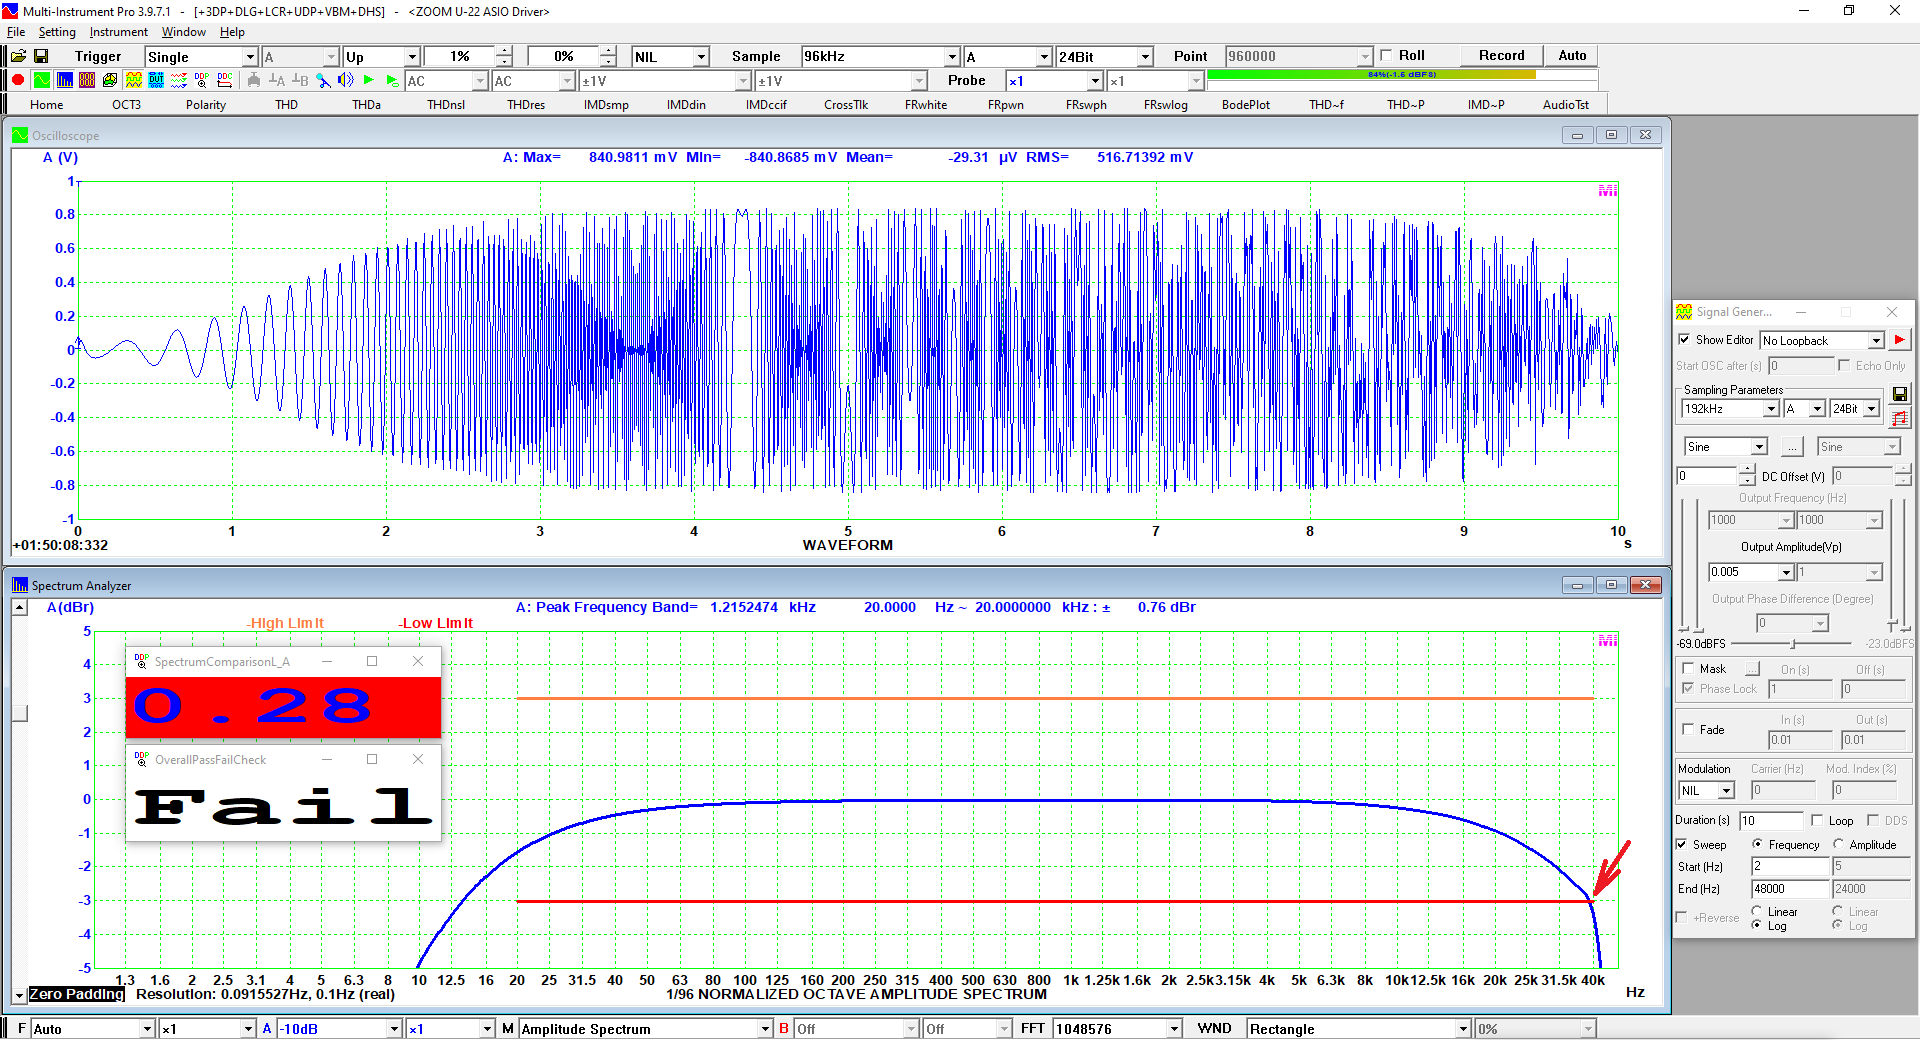 Multi-Instrument Pro 3.9.7.1 - [+3DP+DLG+LCR+UDP+VBM+DHS] - <ZOOM U-22 ASIO Driver>
File Setting Instrument Window Help
Trigger Single A Up 1% 0% NIL Sample 96kHz A 24Bit Point 960000 Roll Record Auto
AC AC ±1V ±1V Probe ×1 ×1 84%(-1.5 dBFS)
Home OCT3 Polarity THD THDa THDnsl THDres IMDsmp IMDdin IMDccif CrossTlk FRwhite FRpwn FRswph FRswlog BodePlot THD~f THD~P IMD~P AudioTst
Oscilloscope
A (V) A: Max= 840.9811 mV MIn= -840.8685 mV Mean= -29.31 µV RMS= 516.71392 mV
MI
1
0.8
0.6
0.4
0.2
0
-0.2
-0.4
-0.6
-0.8
-1
0 1 2 3 4 5 6 7 8 9 10
+01:50:08:332 WAVEFORM s
Spectrum Analyzer
A(dBr) A: Peak Frequency Band= 1.2152474 kHz 20.0000 Hz ~ 20.0000000 kHz : ± 0.76 dBr
-HIgh LImIt -Low LImIt
MI
5
4
3
2
1
0
-1
-2
-3
-4
-5
SpectrumComparisonL_A
0.28
OverallPassFailCheck
Fail
1.3 1.6 2 2.5 3.1 4 5 6.3 8 10 12.5 16 20 25 31.5 40 50 63 80 100 125 160 200 250 315 400 500 630 800 1k 1.25k 1.6k 2k 2.5k 3.15k 4k 5k 6.3k 8k 10k 12.5k 16k 20k 25k 31.5k 40k
Zero Padding Resolution: 0.0915527Hz, 0.1Hz (real) 1/96 NORMALIZED OCTAVE AMPLITUDE SPECTRUM Hz
F Auto ×1 A -10dB ×1 M Amplitude Spectrum B Off Off FFT 1048576 WND Rectangle 0%
Signal Gener...
Show Editor No Loopback
Start OSC after (s) 0 Echo Only
Sampling Parameters
192kHz A 24Bit
Sine ... Sine
0 DC Offset (V) 0
Output Frequency (Hz)
1000 1000
Output Amplitude(Vp)
0.005 1
Output Phase Difference (Degree)
0
-69.0dBFS -23.0dBFS
Mask ... On (s) Off (s)
Phase Lock 1 0
In (s) Out (s)
Fade 0.01 0.01
Modulation Carrier (Hz) Mod. Index (%)
NIL 0 0
Duration (s) 10 Loop DDS
Sweep Frequency Amplitude
Start (Hz) 2 5
End (Hz) 48000 24000
+Reverse Linear Linear
Log Log